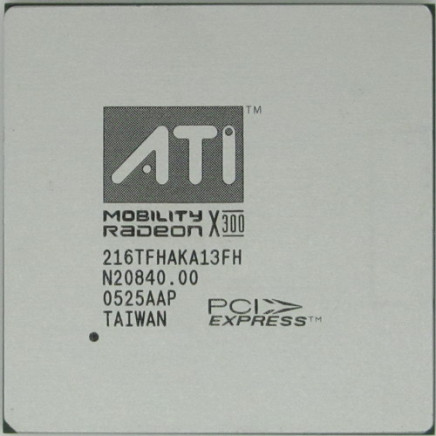 ATI™
MOBILITY
RADEON X300
216TFHAKA13FH
N20840.00
0525AAP
TAIWAN
PCI
EXPRESS™